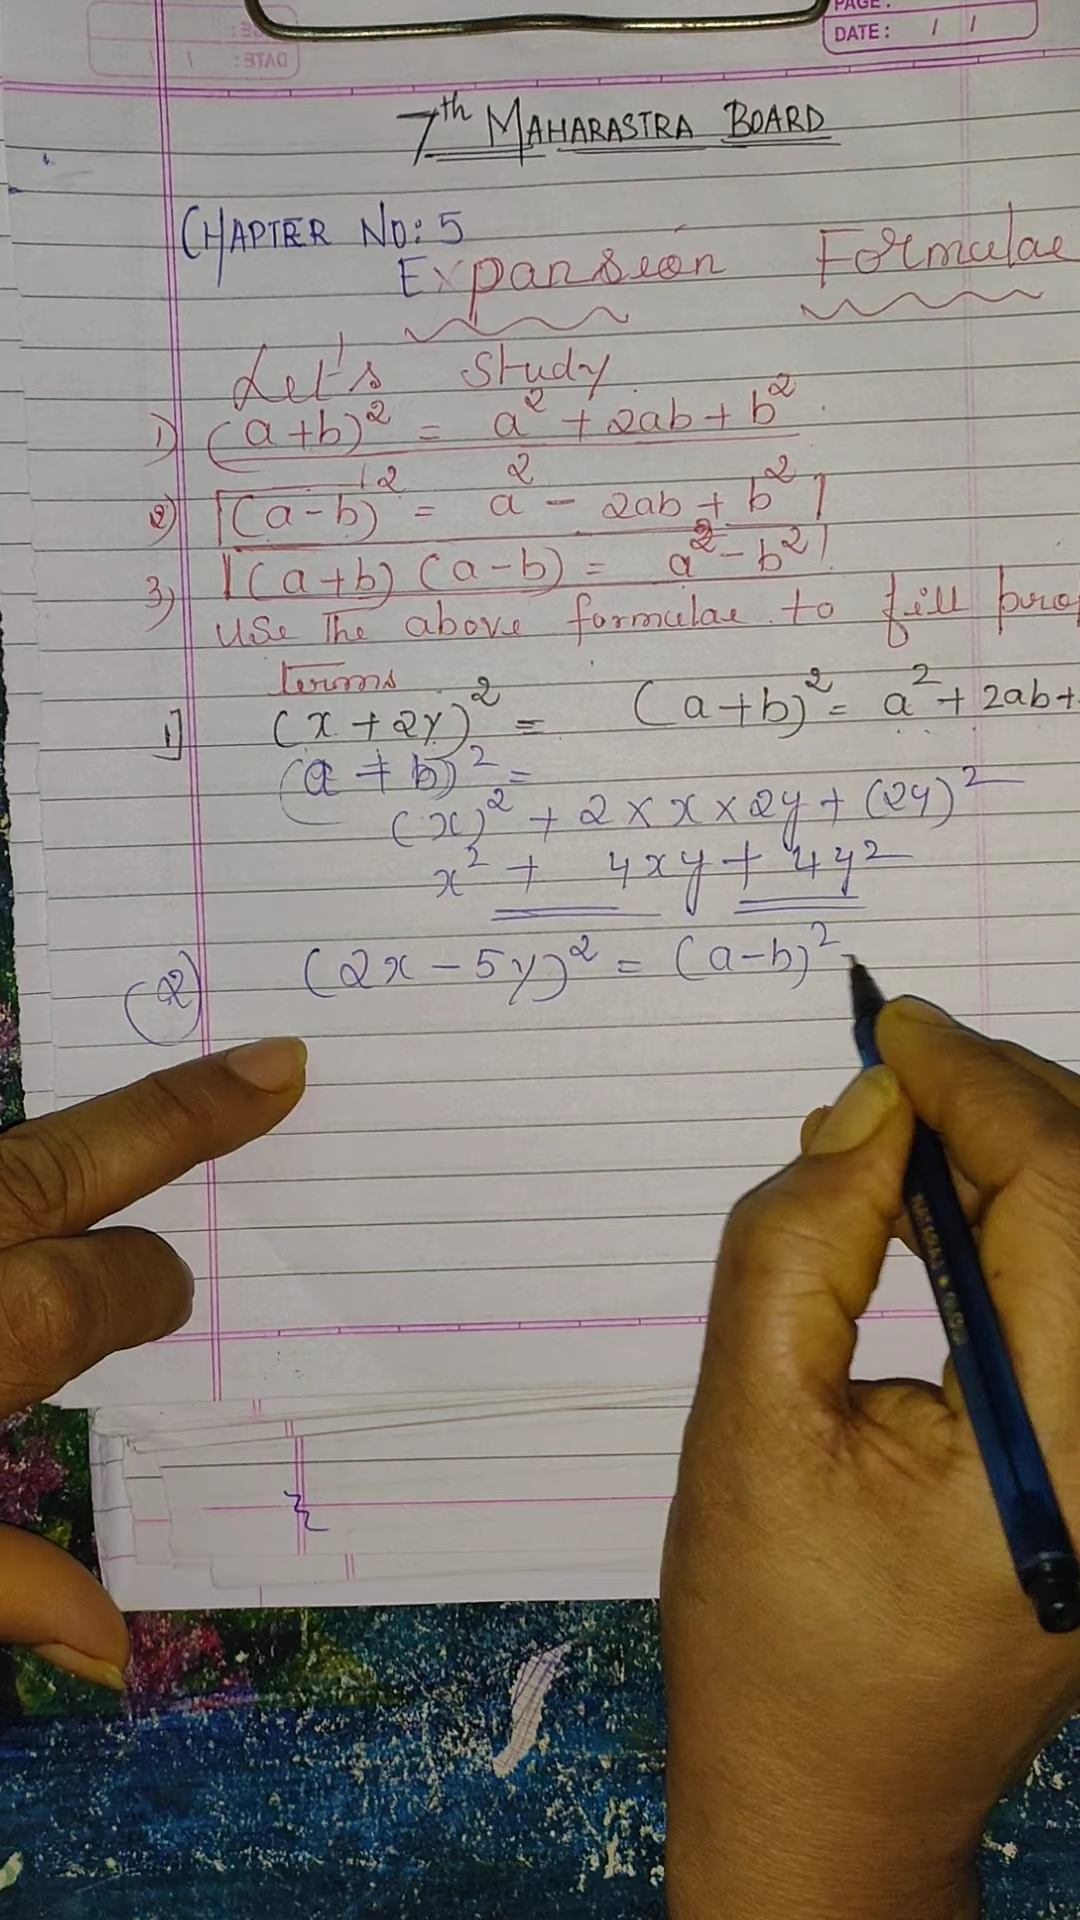 PAGE:
DATE: / /
7th MAHARASTRA BOARD
CHAPTER NO: 5
Expansion Formulae
Let's Study
1) (a+b)² = a² + 2ab + b²
2) (a-b)² = a² - 2ab + b²
3) (a+b) (a-b) = a² - b²
Use The above formulae to fill
terms
1] (x + 2y)² = (a+b)² = a² + 2ab +
(a + b)² =
(x)² + 2 × x × 2y + (2y)²
x² + 4xy + 4y²
(2) (2x - 5y)² = (a-b)²